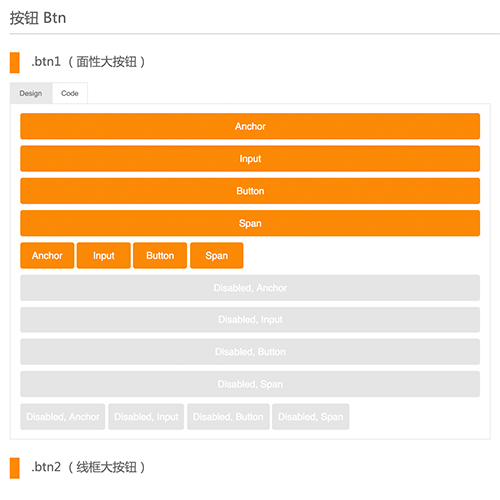 按钮 Btn
.btn1 （ 面性大按钮 ）
Design Code
Anchor
Input
Button
Span
Anchor Input Button Span
Disabled, Anchor
Disabled, Input
Disabled, Button
Disabled, Span
Disabled, Anchor Disabled, Input Disabled, Button Disabled, Span
.btn2 （ 线框大按钮 ）